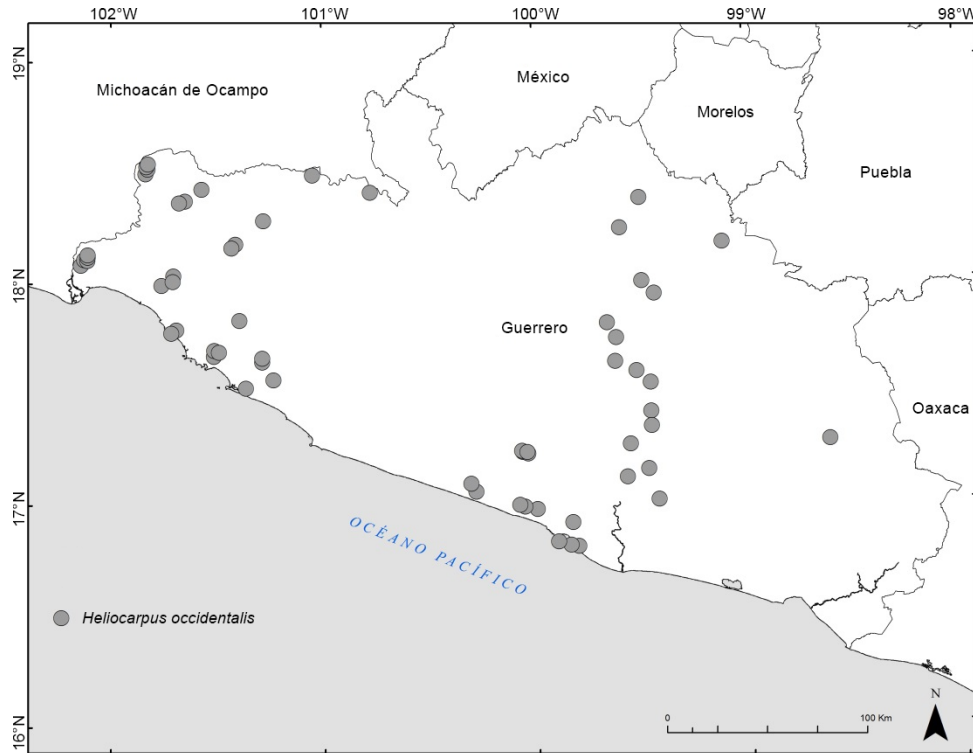 102°W 101°W 100°W 99°W 98°W
19°N
México
Michoacán de Ocampo
Morelos
Puebla
18°N
Guerrero
Oaxaca
17°N
OCÉANO PACÍFICO
Heliocarpus occidentalis
N
0 100 Km
16°N